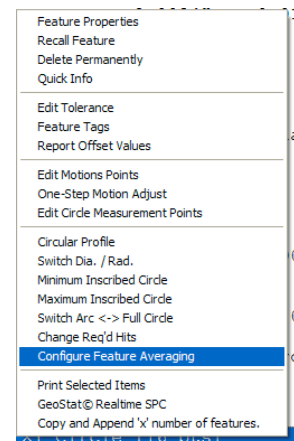 Feature Properties
Recall Feature
Delete Permanently
Quick Info
Edit Tolerance
Feature Tags
Report Offset Values
Edit Motions Points
One-Step Motion Adjust
Edit Circle Measurement Points
Circular Profile
Switch Dia. / Rad.
Minimum Inscribed Circle
Maximum Inscribed Circle
Switch Arc <-> Full Circle
Change Req'd Hits
Configure Feature Averaging
Print Selected Items
GeoStat© Realtime SPC
Copy and Append 'x' number of features.